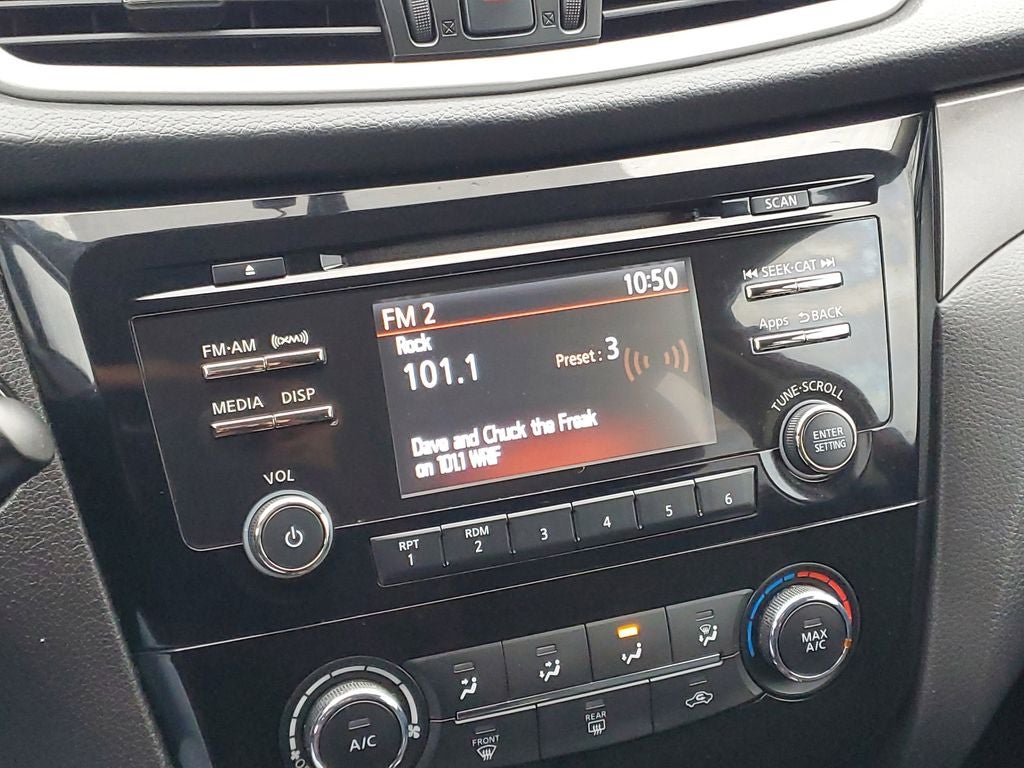 SCAN
10:50
SEEK·CAT
FM 2
Apps BACK
FM·AM ((XM))
Rock
101.1
Preset: 3
MEDIA DISP
TUNE·SCROLL
Dave and Chuck the Freak
on 101.1 WRIF
ENTER
SETTING
VOL
RPT
1
RDM
2
3
4
5
6
MAX
A/C
A/C
FRONT
REAR